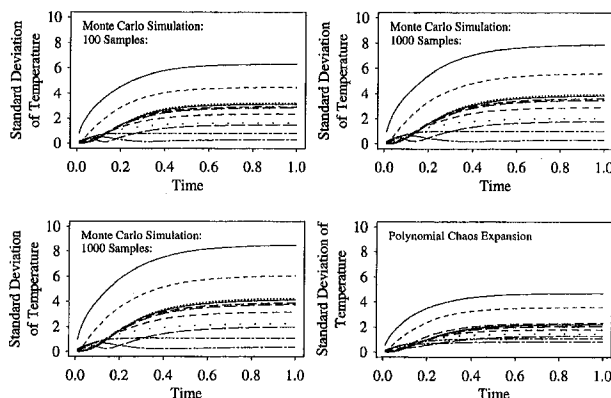 Monte Carlo Simulation:
100 Samples:
Standard Deviation
of Temperature
10
8
6
4
2
0
0.0 0.2 0.4 0.6 0.8 1.0
Time
Monte Carlo Simulation:
1000 Samples:
Standard Deviation
of Temperature
10
8
6
4
2
0
0.0 0.2 0.4 0.6 0.8 1.0
Time
Monte Carlo Simulation:
1000 Samples:
Standard Deviation
of Temperature
10
8
6
4
2
0
0.0 0.2 0.4 0.6 0.8 1.0
Time
Polynomial Chaos Expansion
Standard Deviation of
Temperature
10
8
6
4
2
0
0.0 0.2 0.4 0.6 0.8 1.0
Time